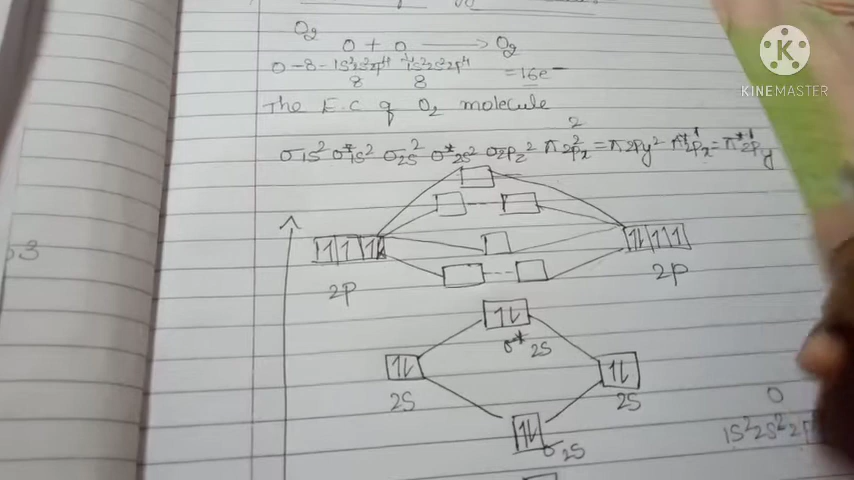 O2
O + O ⟶ O2
O - 8 - 1s²2s²2p⁴ 1s²2s²2p⁴ = 16e⁻
8 8
The E.C of O2 molecule
σ1s² σ*1s² σ2s² σ*2s² σ2pz² π2px² = π2py² π*2px¹ = π*2py¹
53
2p 2p
σ*2s
2s 2s
σ2s
O
1s²2s²2p
K
KINEMASTER